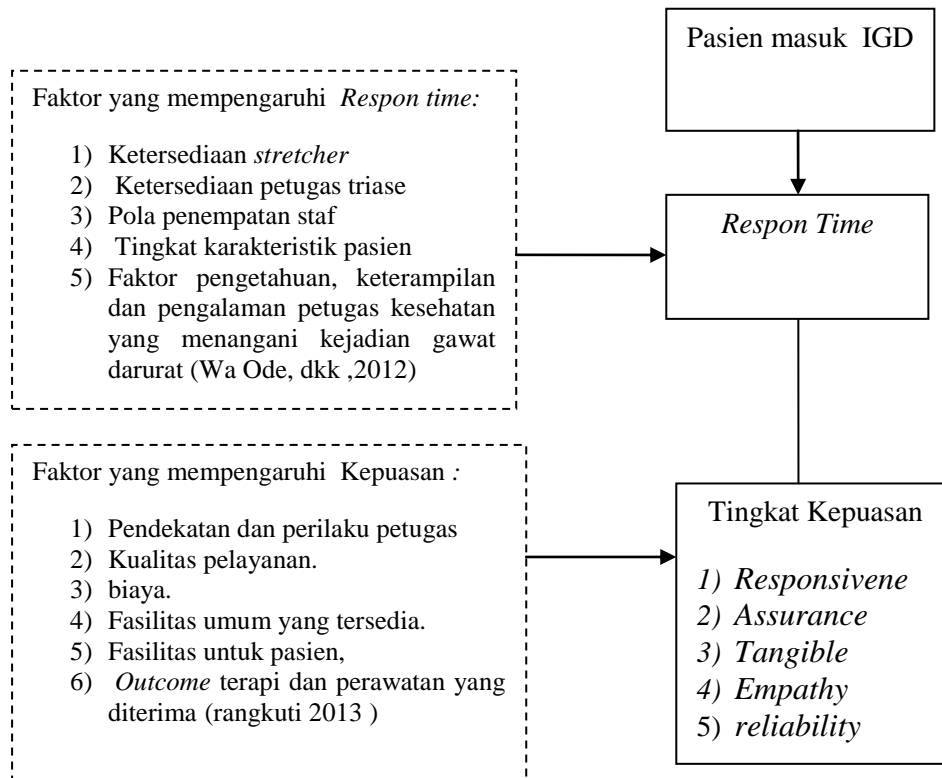 Pasien masuk IGD
Faktor yang mempengaruhi Respon time:
1) Ketersediaan stretcher
2) Ketersediaan petugas triase
3) Pola penempatan staf
4) Tingkat karakteristik pasien
5) Faktor pengetahuan, keterampilan
dan pengalaman petugas kesehatan
yang menangani kejadian gawat
darurat (Wa Ode, dkk ,2012)
Respon Time
Faktor yang mempengaruhi Kepuasan :
1) Pendekatan dan perilaku petugas
2) Kualitas pelayanan.
3) biaya.
4) Fasilitas umum yang tersedia.
5) Fasilitas untuk pasien,
6) Outcome terapi dan perawatan yang
diterima (rangkuti 2013 )
Tingkat Kepuasan
1) Responsivene
2) Assurance
3) Tangible
4) Empathy
5) reliability